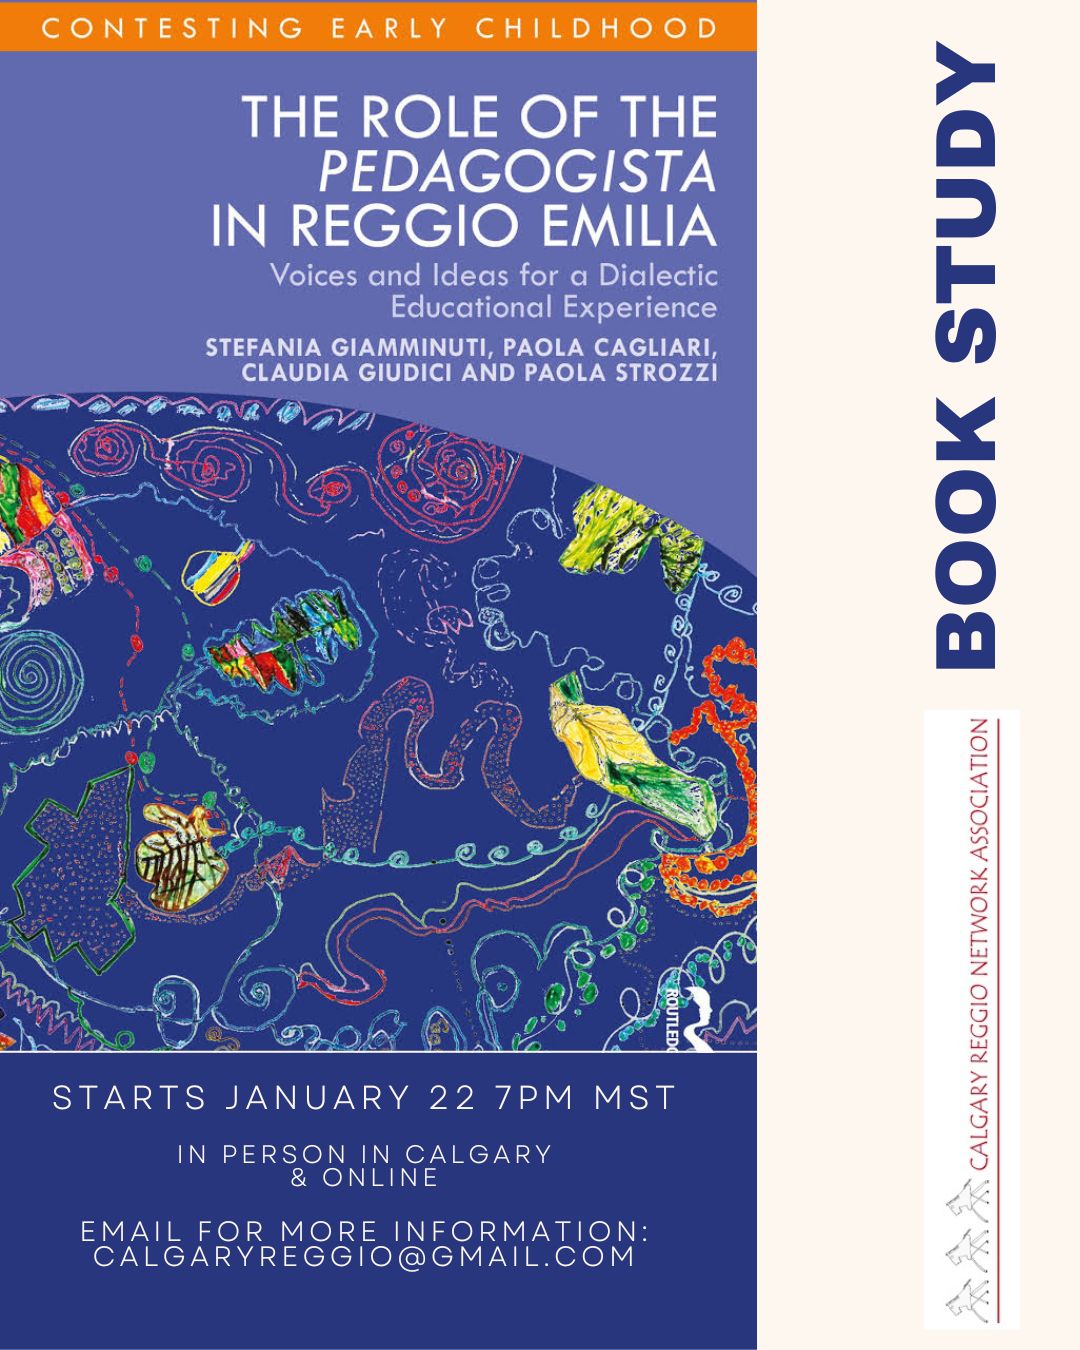 CONTESTING EARLY CHILDHOOD
THE ROLE OF THE
PEDAGOGISTA
IN REGGIO EMILIA
Voices and Ideas for a Dialectic
Educational Experience
STEFANIA GIAMMINUTI, PAOLA CAGLIARI,
CLAUDIA GIUDICI AND PAOLA STROZZI
STARTS JANUARY 22 7PM MST
IN PERSON IN CALGARY
& ONLINE
EMAIL FOR MORE INFORMATION:
CALGARYREGGIO@GMAIL.COM
BOOK STUDY
CALGARY REGGIO NETWORK ASSOCIATION